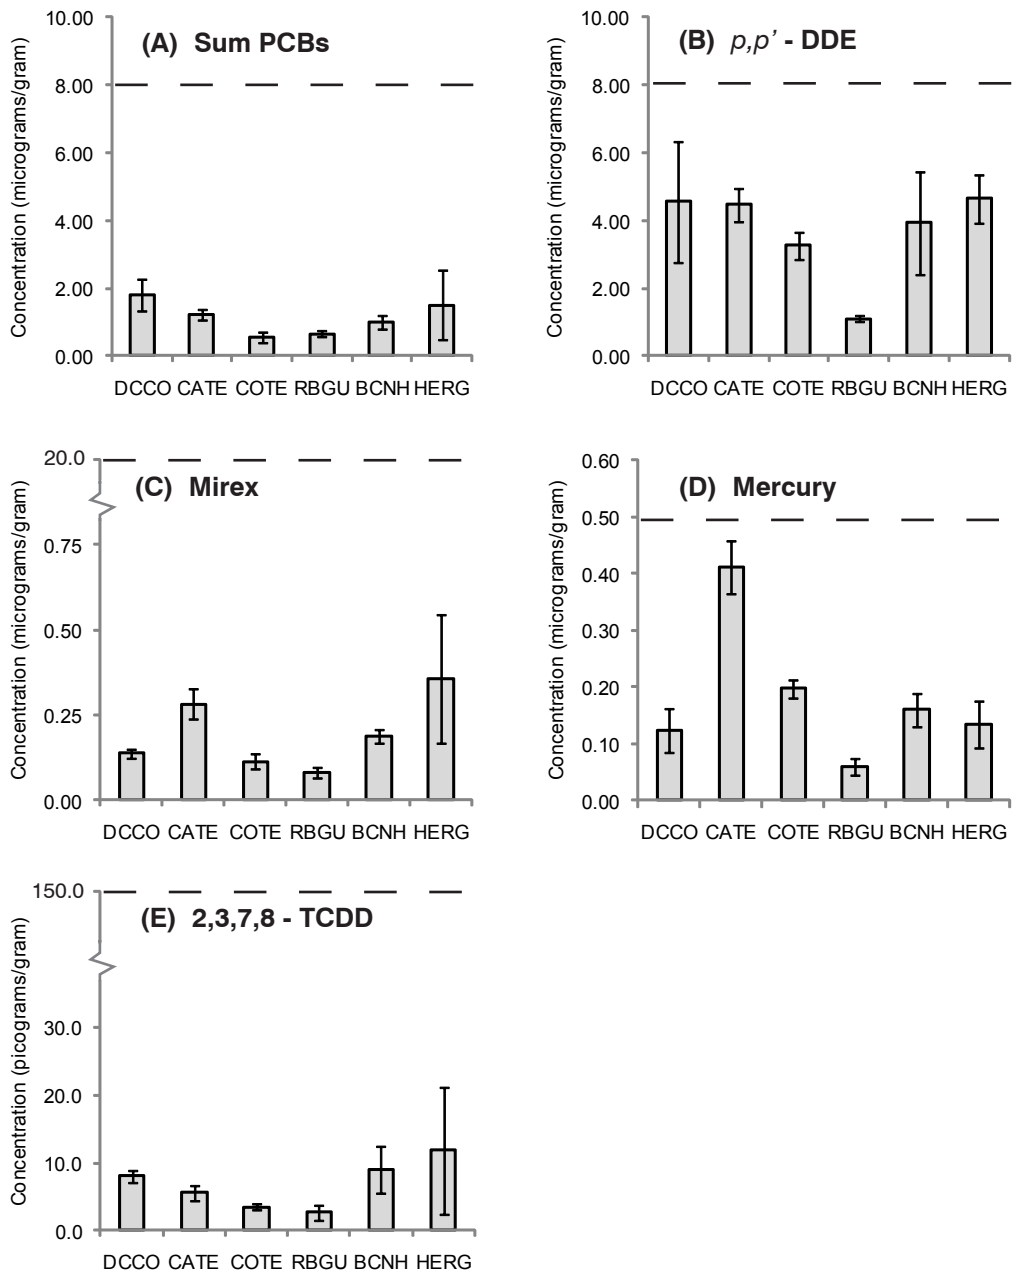 (A) Sum PCBs
Concentration (micrograms/gram)
10.00
8.00
6.00
4.00
2.00
0.00
DCCO CATE COTE RBGU BCNH HERG
(B) p,p’ - DDE
Concentration (micrograms/gram)
10.00
8.00
6.00
4.00
2.00
0.00
DCCO CATE COTE RBGU BCNH HERG
(C) Mirex
Concentration (micrograms/gram)
20.0
0.75
0.50
0.25
0.00
DCCO CATE COTE RBGU BCNH HERG
(D) Mercury
Concentration (micrograms/gram)
0.60
0.50
0.40
0.30
0.20
0.10
0.00
DCCO CATE COTE RBGU BCNH HERG
(E) 2,3,7,8 - TCDD
Concentration (picograms/gram)
150.0
30.0
20.0
10.0
0.0
DCCO CATE COTE RBGU BCNH HERG